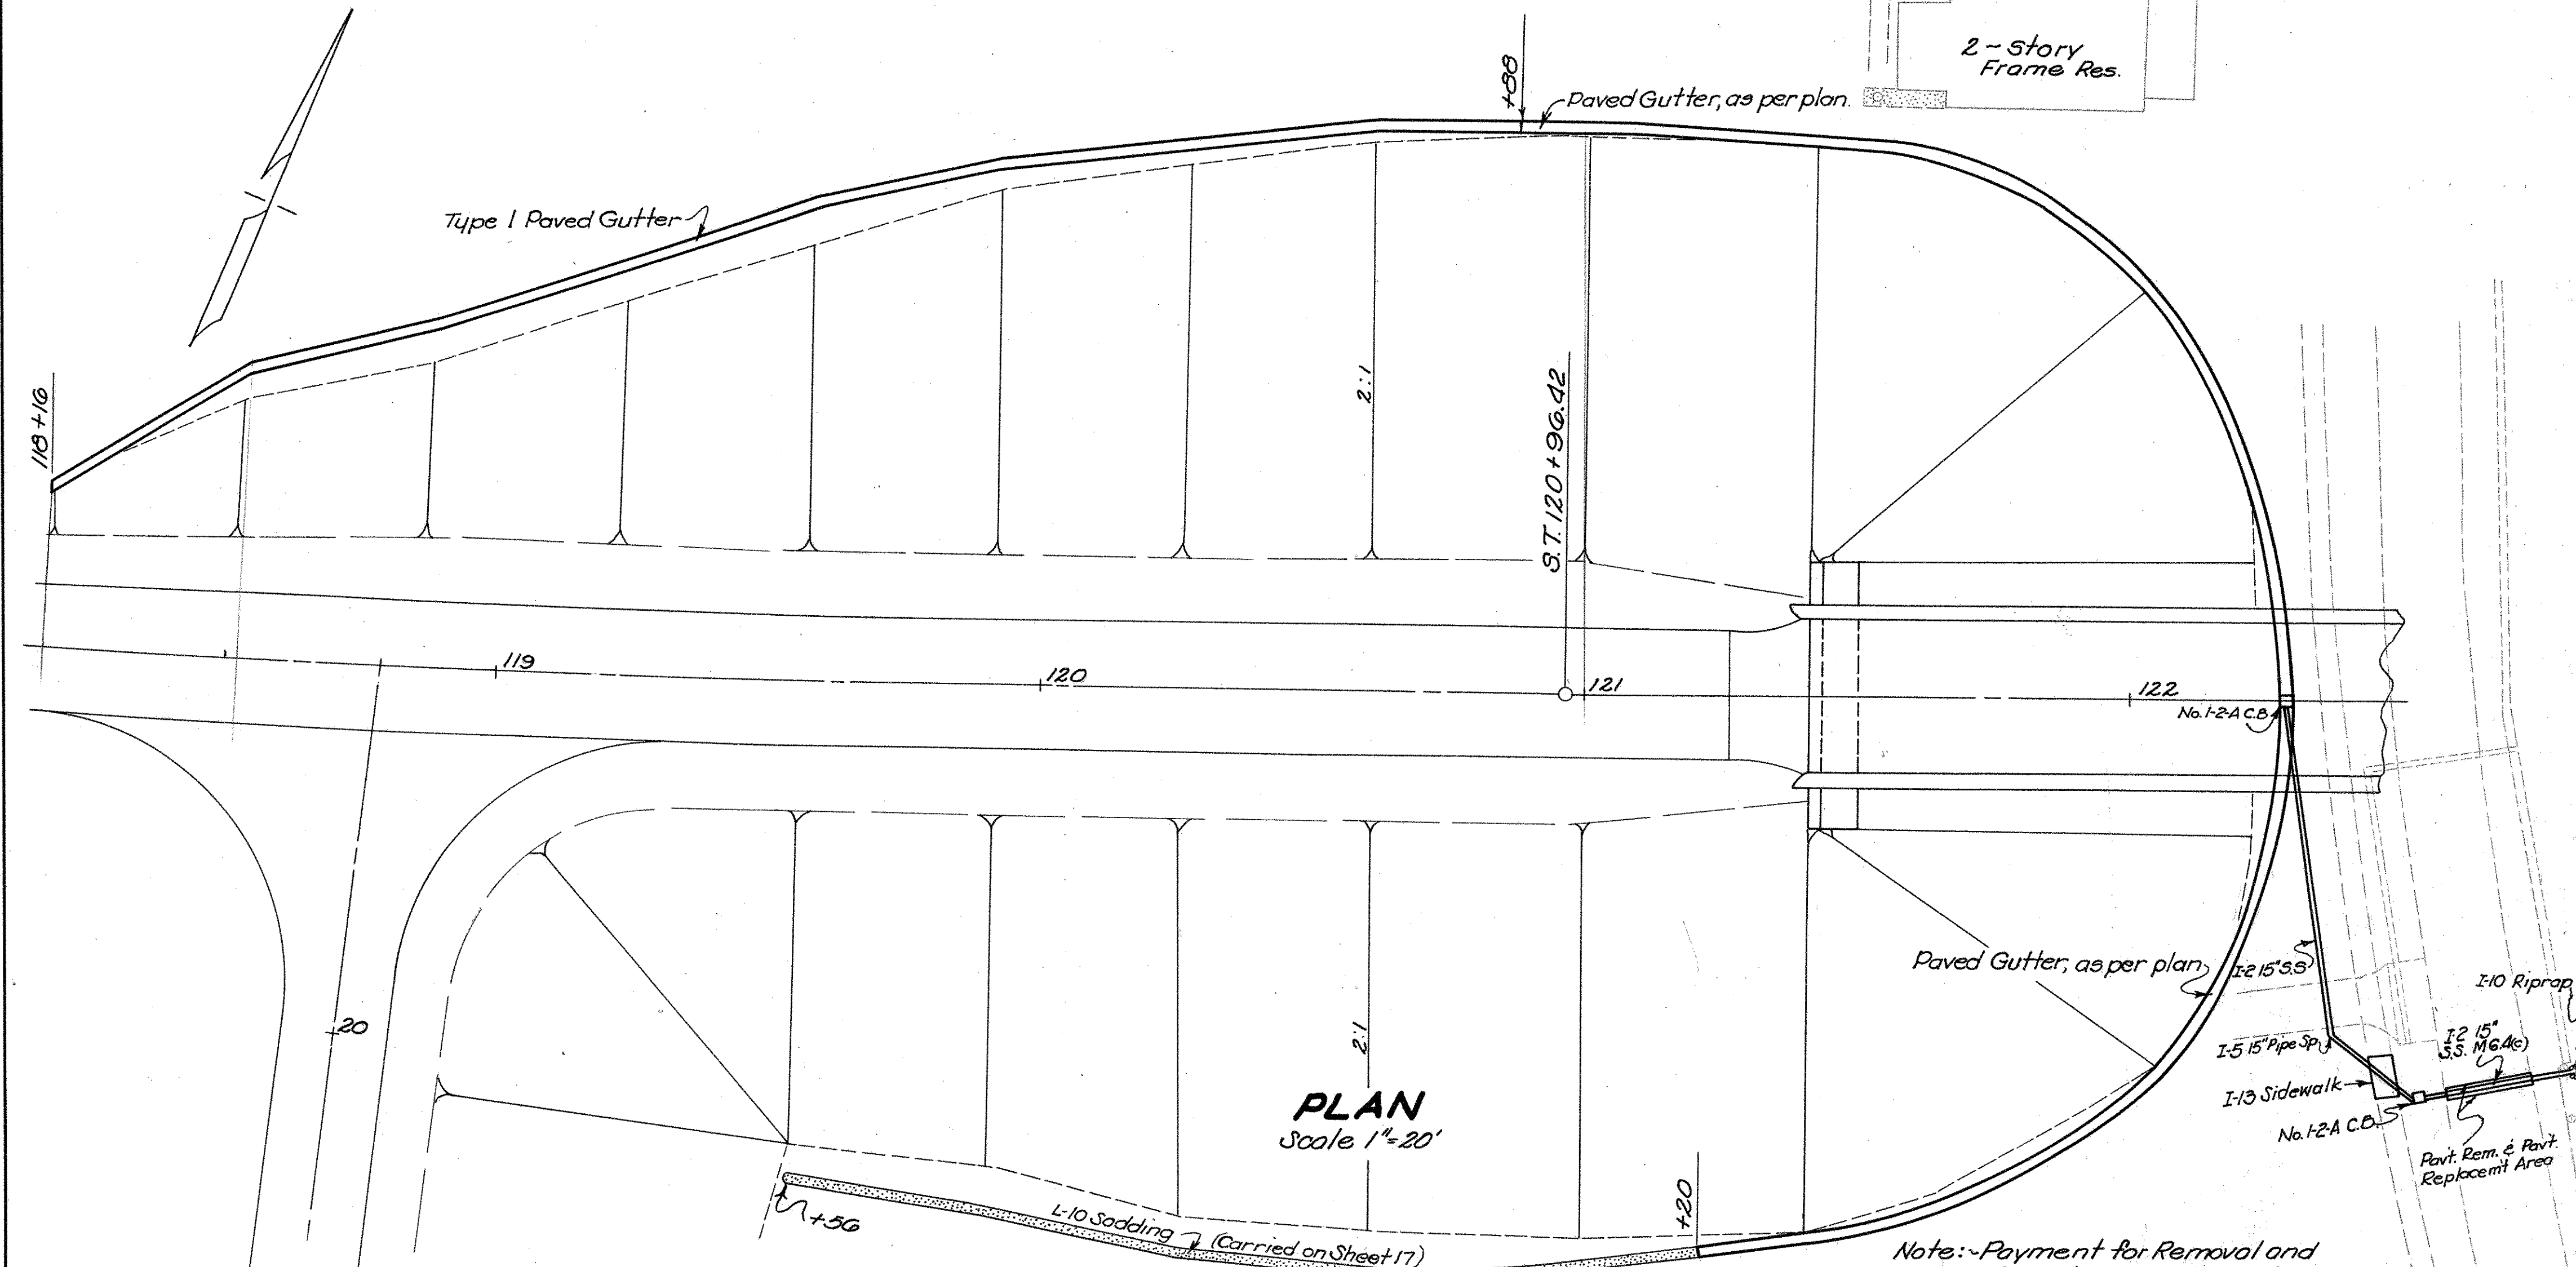 2-Story
Frame Res.
+88
Paved Gutter, as per plan.
Type 1 Paved Gutter
118+16
2:1
S.T. 120+96.42
119
120
121
122
No. 1-2-A C.B.
20
Paved Gutter, as per plan
I-2 15" S.S
I-10 Riprap
I-5 15" Pipe Sp.
I-2 15"
S.S. M6.4(c)
I-13 Sidewalk
No. 1-2-A C.B.
Pav't. Rem. & Pav't.
Replacem't Area
2:1
PLAN
Scale 1"=20'
+56
L-10 Sodding (Carried on Sheet 17)
+20
Note:~Payment for Removal and